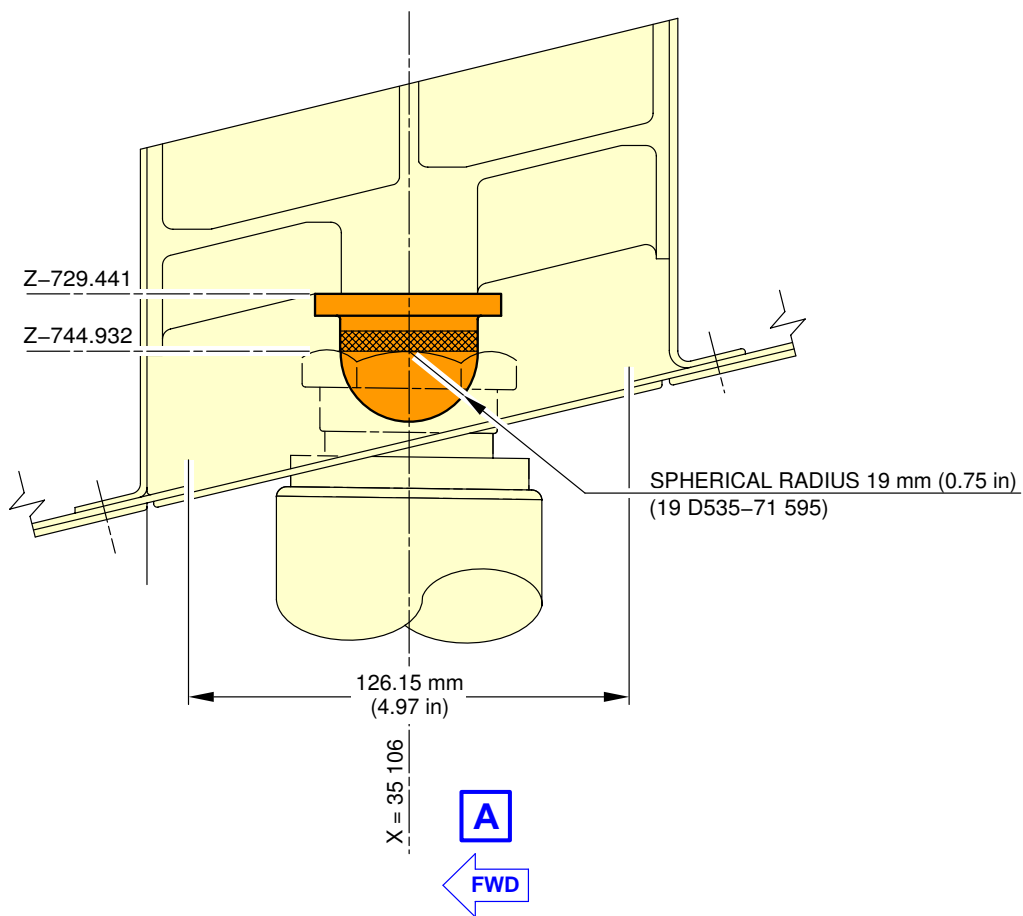 Z−729.441
Z−744.932
SPHERICAL RADIUS 19 mm (0.75 in)
(19 D535−71 595)
126.15 mm
(4.97 in)
X = 35 106
A
FWD